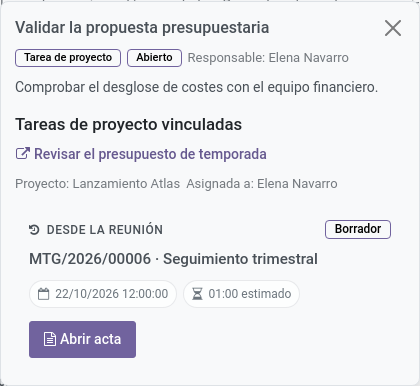 Validar la propuesta presupuestaria
Tarea de proyecto Abierto Responsable: Elena Navarro
Comprobar el desglose de costes con el equipo financiero.
Tareas de proyecto vinculadas
Revisar el presupuesto de temporada
Proyecto: Lanzamiento Atlas Asignada a: Elena Navarro
DESDE LA REUNIÓN Borrador
MTG/2026/00006 · Seguimiento trimestral
22/10/2026 12:00:00 01:00 estimado
Abrir acta